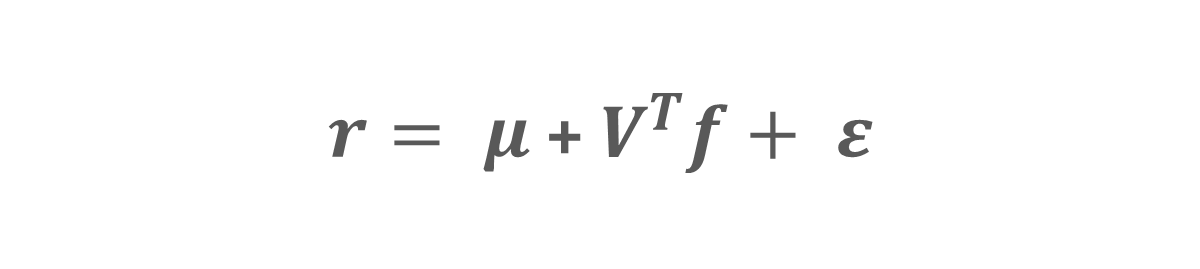 r = μ + V^T f + ε